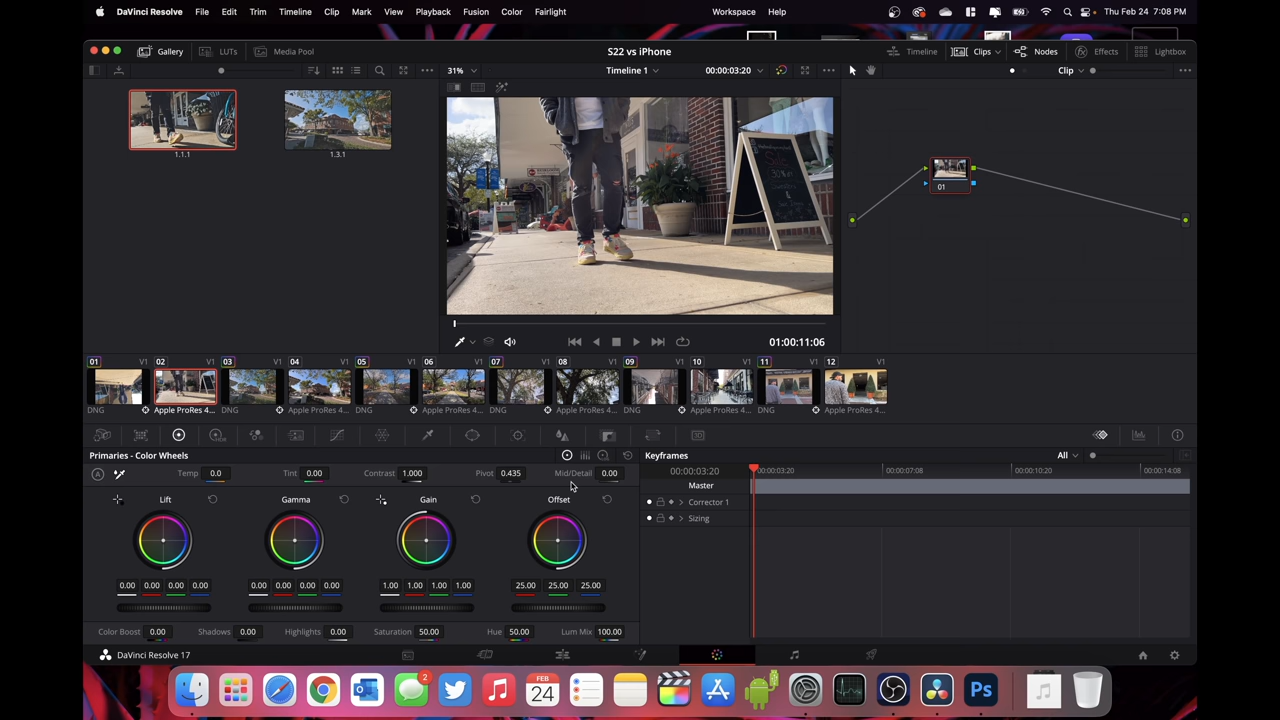 DaVinci Resolve File Edit Trim Timeline Clip Mark View Playback Fusion Color Fairlight Workspace Help Thu Feb 24 7:08 PM
Gallery LUTs Media Pool S22 vs iPhone Timeline Clips Nodes Effects Lightbox
31% Timeline 1 00:00:03:20 Clip
1.1.1 1.3.1
01
01:00:11:06
01 V1 02 V1 03 V1 04 V1 05 V1 06 V1 07 V1 08 V1 09 V1 10 V1 11 V1 12 V1
DNG Apple ProRes 4... DNG Apple ProRes 4... DNG Apple ProRes 4... DNG Apple ProRes 4... DNG Apple ProRes 4... DNG Apple ProRes 4...
Primaries - Color Wheels Keyframes All
Temp 0.0 Tint 0.00 Contrast 1.000 Pivot 0.435 Mid/Detail 0.00 00:00:03:20 00:00:03:20 00:00:07:08 00:00:10:20 00:00:14:08
Master
Lift Gamma Gain Offset Corrector 1
Sizing
0.00 0.00 0.00 0.00 0.00 0.00 0.00 0.00 1.00 1.00 1.00 1.00 25.00 25.00 25.00
Color Boost 0.00 Shadows 0.00 Highlights 0.00 Saturation 50.00 Hue 50.00 Lum Mix 100.00
DaVinci Resolve 17
2 FEB 24 Ps